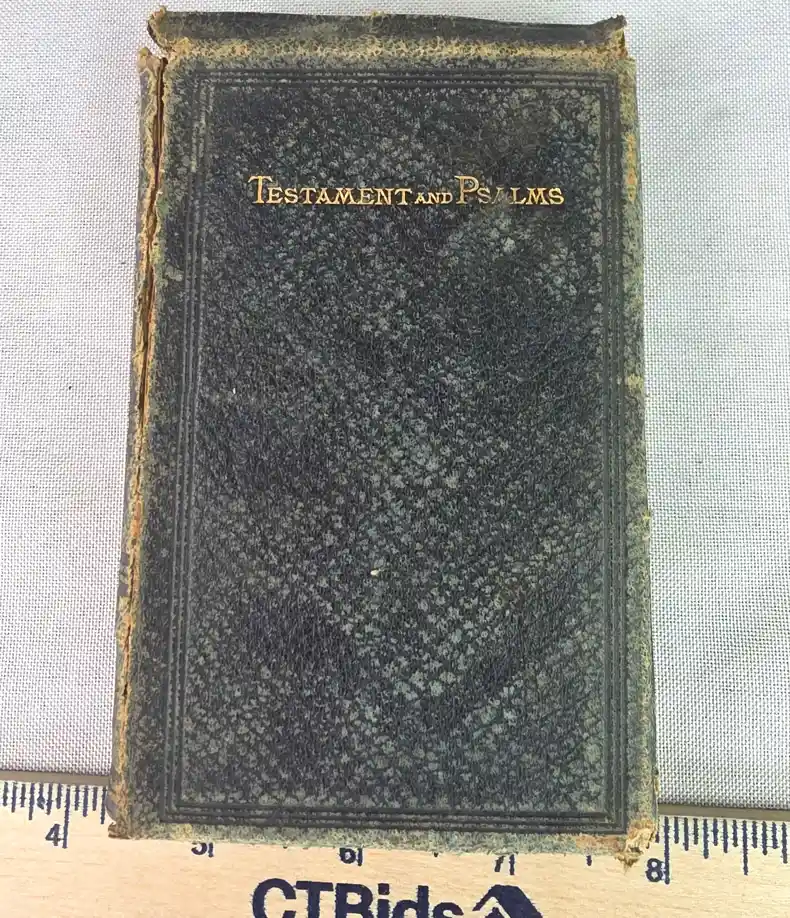 TESTAMENT AND PSALMS
4 5 6 7 8
CTBids